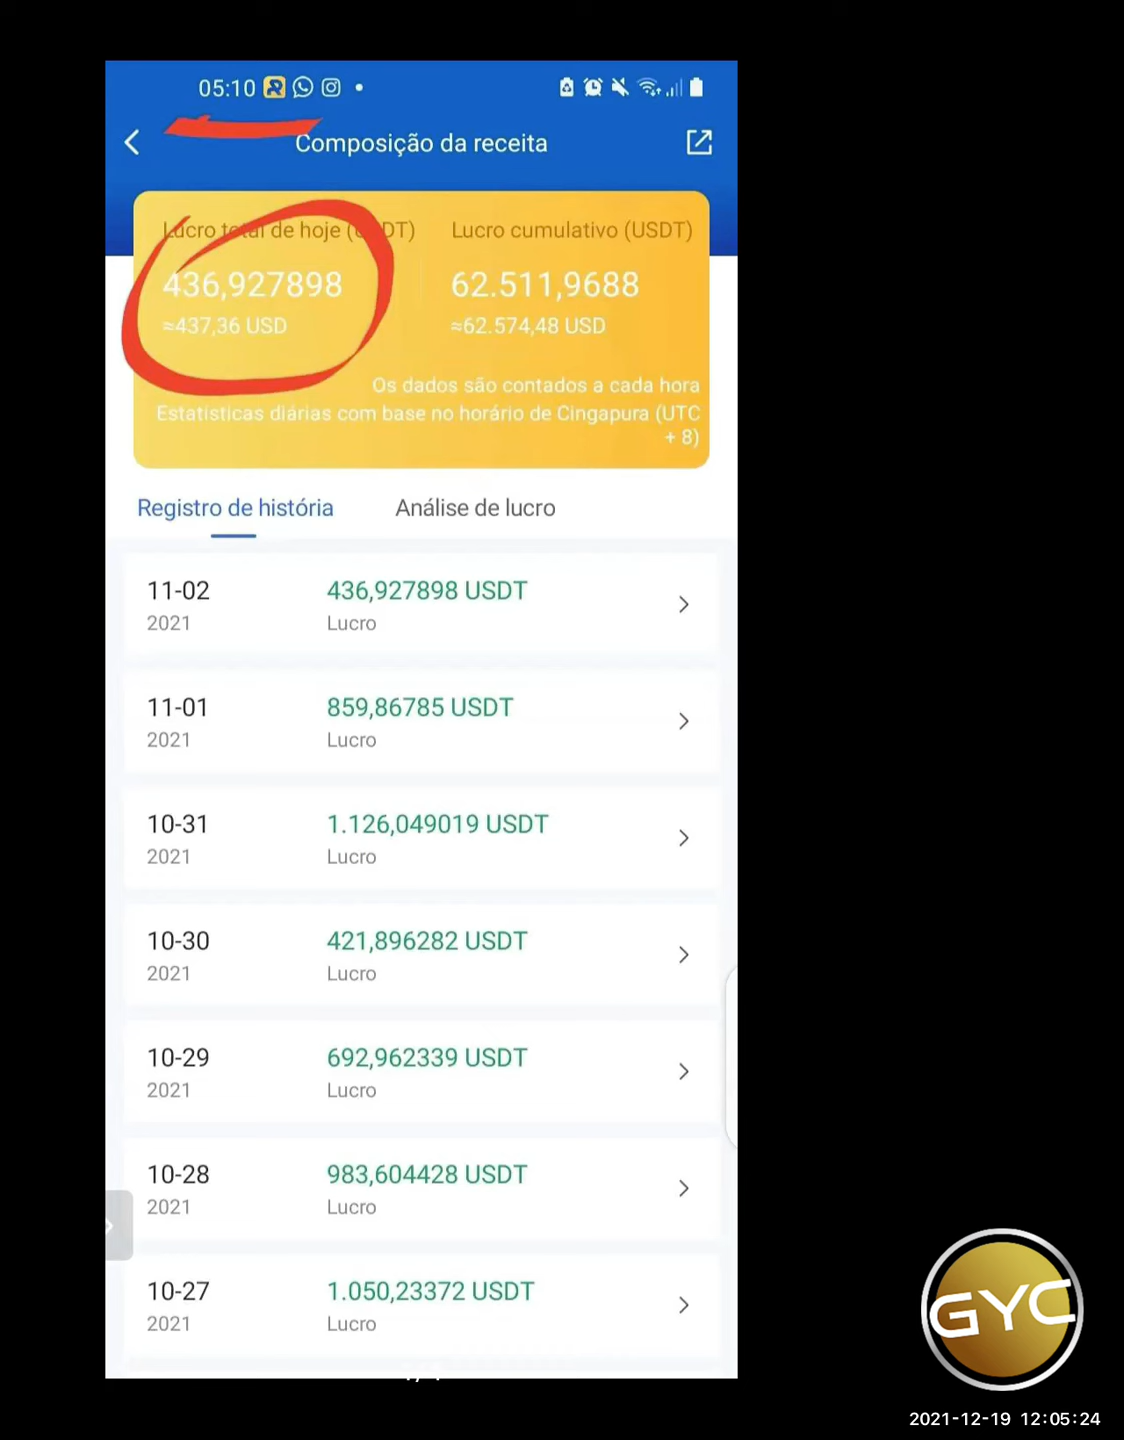 05:10
Composição da receita
Lucro total de hoje (USDT) Lucro cumulativo (USDT)
436,927898 62.511,9688
≈437,36 USD ≈62.574,48 USD
Os dados são contados a cada hora
Estatísticas diárias com base no horário de Cingapura (UTC
+ 8)
Registro de história Análise de lucro
11-02 436,927898 USDT
2021 Lucro
11-01 859,86785 USDT
2021 Lucro
10-31 1.126,049019 USDT
2021 Lucro
10-30 421,896282 USDT
2021 Lucro
10-29 692,962339 USDT
2021 Lucro
10-28 983,604428 USDT
2021 Lucro
10-27 1.050,23372 USDT
2021 Lucro
GYC
2021-12-19 12:05:24